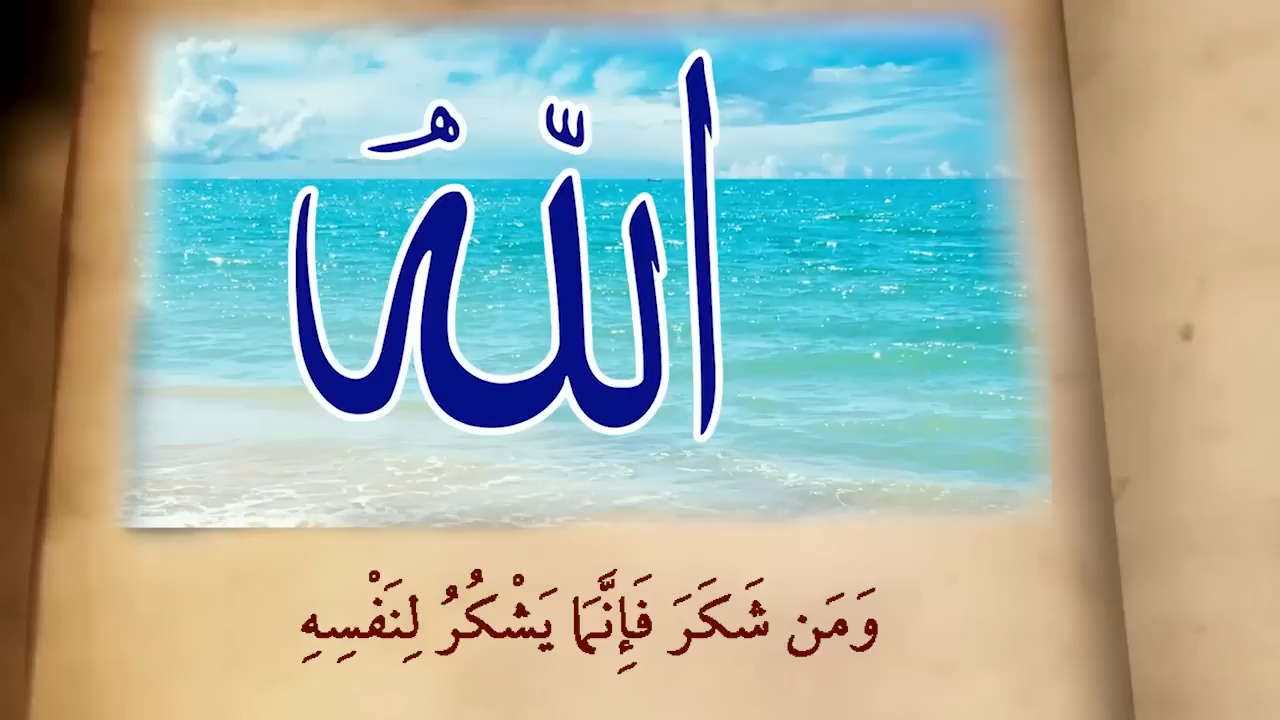 اللّهُ
وَمَن شَكَرَ فَإِنَّمَا يَشْكُرُ لِنَفْسِهِ